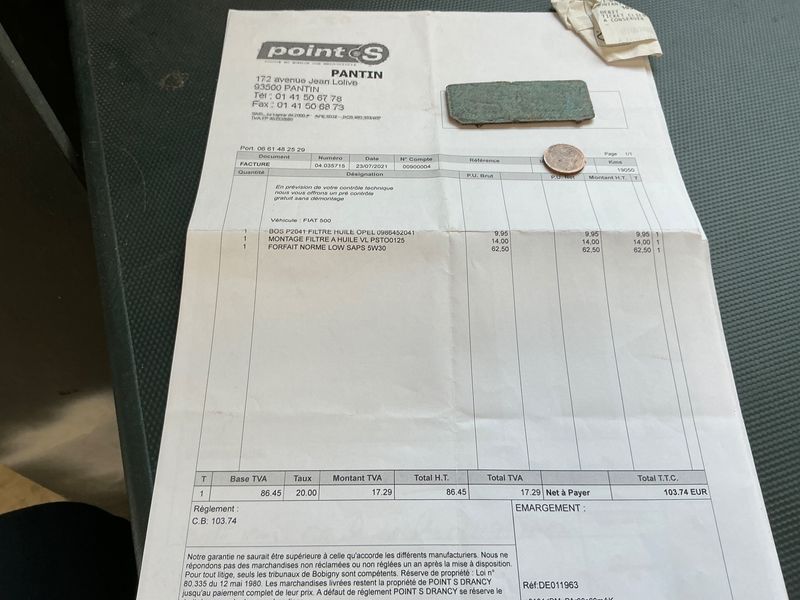 DEBIT
TICKET CLIENT
A CONSERVER
point S
PANTIN
172 avenue Jean Lolive
93500 PANTIN
Tél : 01 41 50 67 78
Fax : 01 41 50 68 73
Port. 06 61 48 25 29
Page 1/1
Document Numéro Date N° Compte Référence Kms
FACTURE 04.035715 23/07/2021 00900004 19050
Quantité Désignation P.U. Brut P.U. Net Montant H.T. T
En prévision de votre contrôle technique
nous vous offrons un pré contrôle
gratuit sans démontage
Véhicule : FIAT 500
1 BOS P2041 FILTRE HUILE OPEL 0986452041 9,95 9,95 9,95 1
1 MONTAGE FILTRE A HUILE VL PSTO0125 14,00 14,00 14,00 1
1 FORFAIT NORME LOW SAPS 5W30 62,50 62,50 62,50 1
T Base TVA Taux Montant TVA Total H.T. Total TVA Total T.T.C.
1 86.45 20.00 17.29 86.45 17.29 Net à Payer 103.74 EUR
Règlement :
C.B: 103.74
EMARGEMENT :
Notre garantie ne saurait être supérieure à celle qu'accorde les différents manufacturiers. Nous ne
répondons pas des marchandises non réclamées ou non réglées un an après la mise à disposition.
Pour tout litige, seuls les tribunaux de Bobigny sont compétents. Réserve de propriété : Loi n°
80.335 du 12 mai 1980. Les marchandises livrées restent la propriété de POINT S DRANCY
jusqu'au paiement complet de leur prix. A défaut de règlement POINT S DRANCY se réserve le
Réf:DE011963